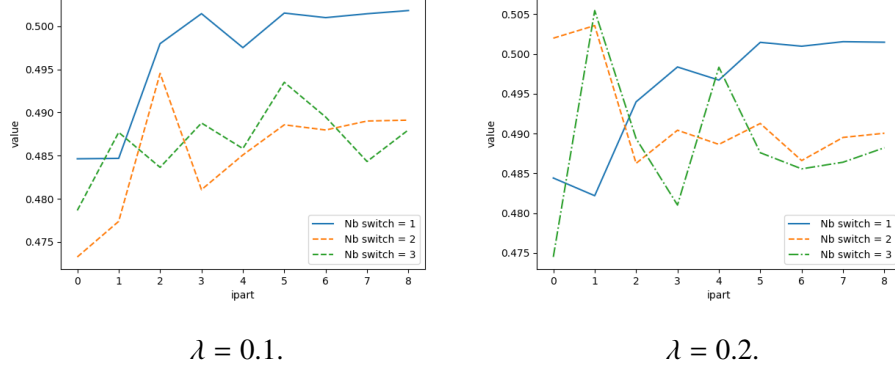 0.500
0.495
0.490
0.485
0.480
0.475
value
0 1 2 3 4 5 6 7 8
ipart
Nb switch = 1
Nb switch = 2
Nb switch = 3
λ = 0.1.
0.505
0.500
0.495
0.490
0.485
0.480
0.475
value
0 1 2 3 4 5 6 7 8
ipart
Nb switch = 1
Nb switch = 2
Nb switch = 3
λ = 0.2.